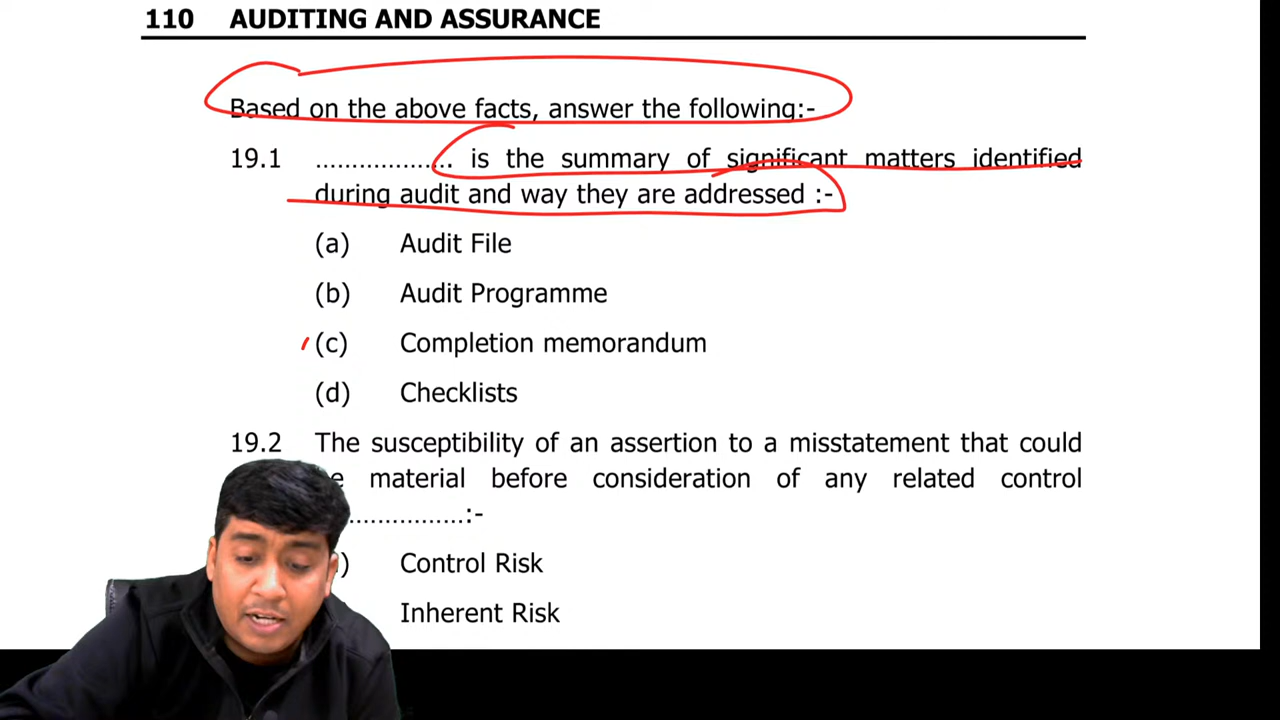 110 AUDITING AND ASSURANCE
Based on the above facts, answer the following:-
19.1 ................... is the summary of significant matters identified
during audit and way they are addressed :-
(a) Audit File
(b) Audit Programme
(c) Completion memorandum
(d) Checklists
19.2 The susceptibility of an assertion to a misstatement that could
material before consideration of any related control
................:-
Control Risk
Inherent Risk